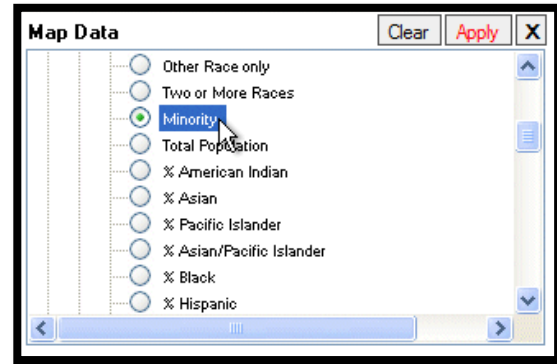 Map Data Clear Apply X
Other Race only
Two or More Races
Minority
Total Population
% American Indian
% Asian
% Pacific Islander
% Asian/Pacific Islander
% Black
% Hispanic